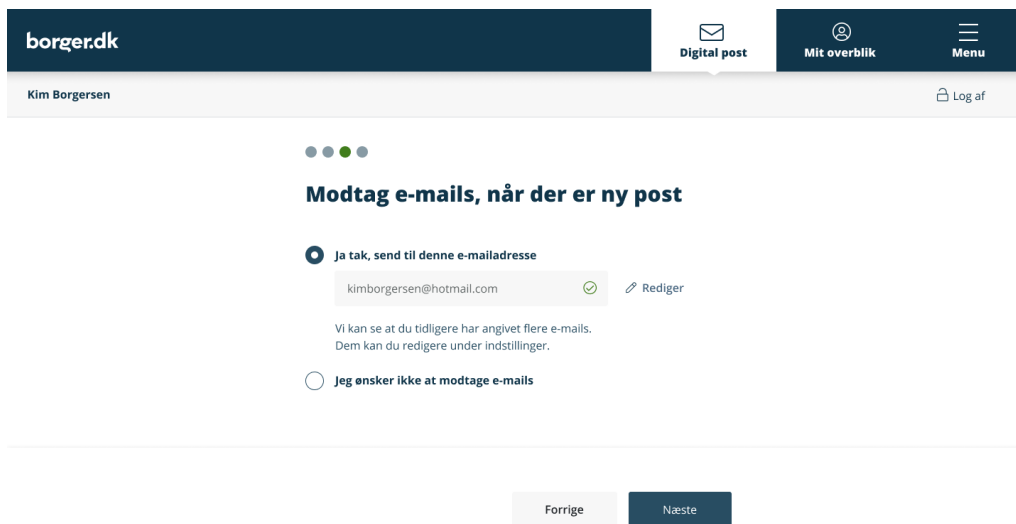 borger.dk
Digital post
Mit overblik
Menu
Kim Borgersen
Log af
Modtag e-mails, når der er ny post
Ja tak, send til denne e-mailadresse
kimborgersen@hotmail.com
Rediger
Vi kan se at du tidligere har angivet flere e-mails.
Dem kan du redigere under indstillinger.
Jeg ønsker ikke at modtage e-mails
Forrige
Næste